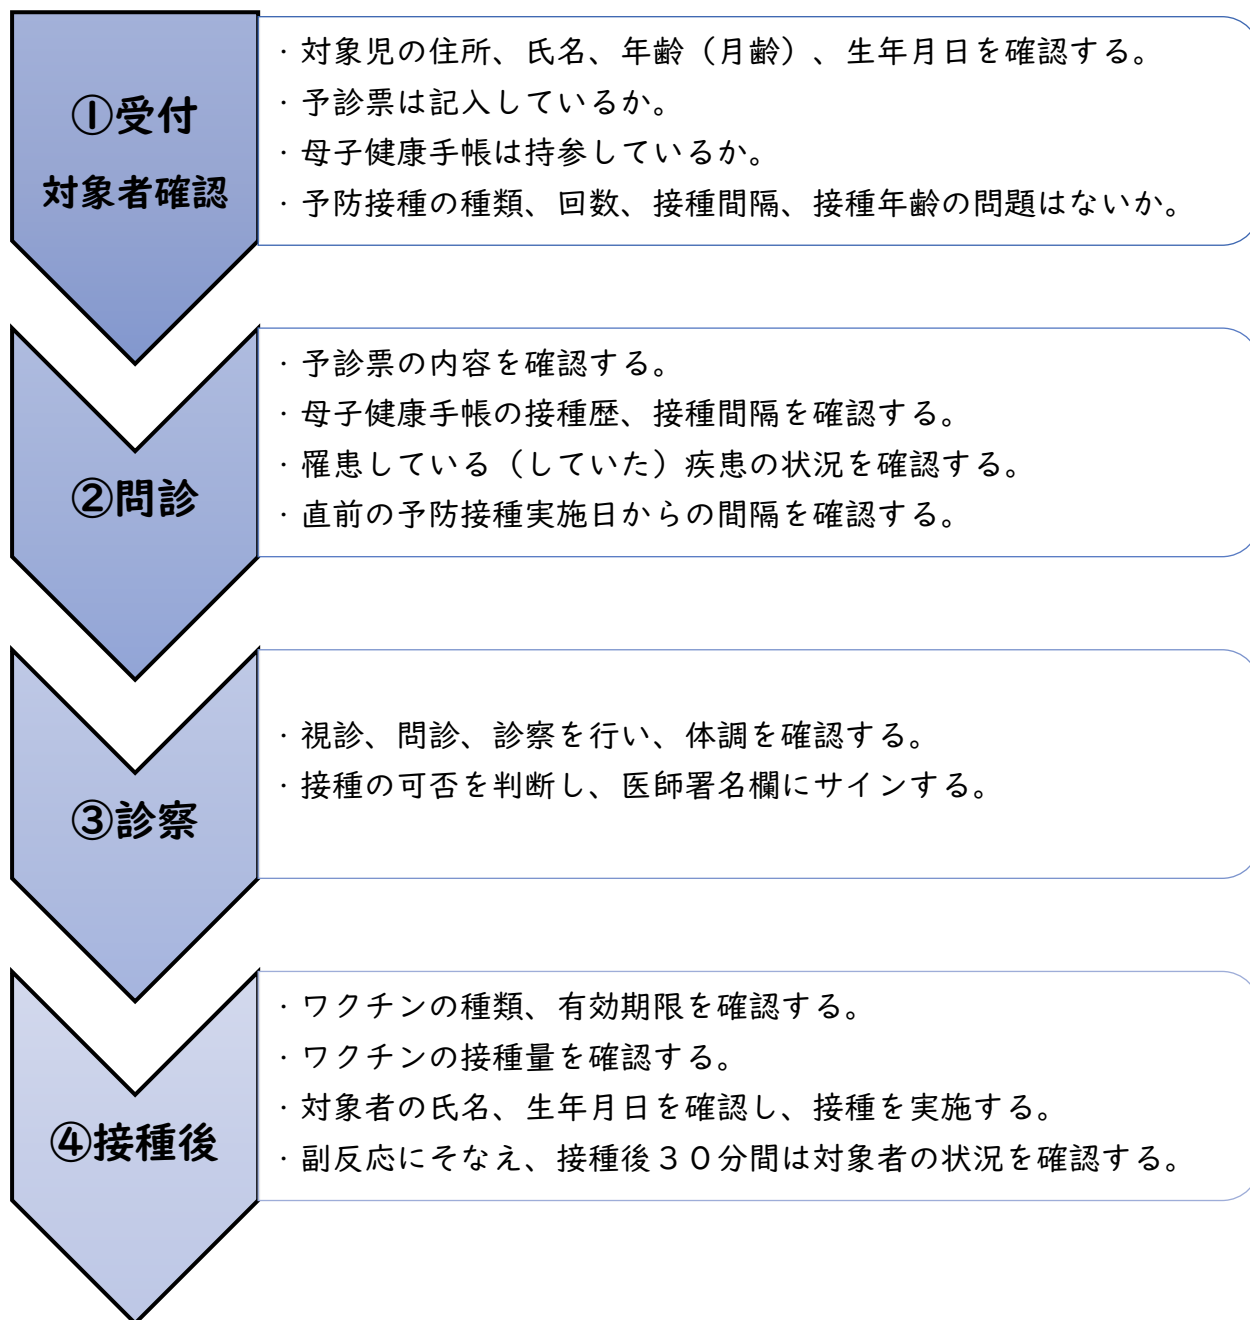 ①受付
対象者確認
・対象児の住所、氏名、年齢（月齢）、生年月日を確認する。
・予診票は記入しているか。
・母子健康手帳は持参しているか。
・予防接種の種類、回数、接種間隔、接種年齢の問題はないか。
②問診
・予診票の内容を確認する。
・母子健康手帳の接種歴、接種間隔を確認する。
・罹患している（していた）疾患の状況を確認する。
・直前の予防接種実施日からの間隔を確認する。
③診察
・視診、問診、診察を行い、体調を確認する。
・接種の可否を判断し、医師署名欄にサインする。
④接種後
・ワクチンの種類、有効期限を確認する。
・ワクチンの接種量を確認する。
・対象者の氏名、生年月日を確認し、接種を実施する。
・副反応にそなえ、接種後３０分間は対象者の状況を確認する。